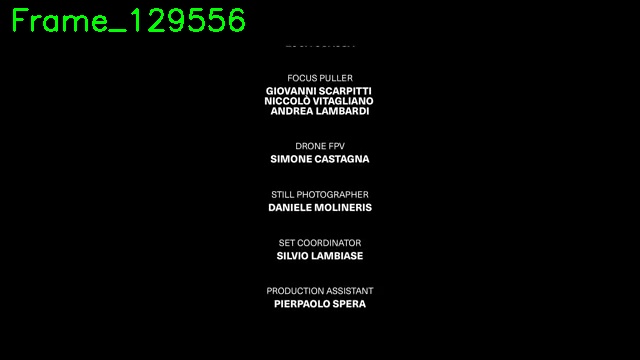 Frame_129556
FOCUS PULLER
GIOVANNI SCARPITTI
NICCOLÒ VITAGLIANO
ANDREA LAMBARDI
DRONE FPV
SIMONE CASTAGNA
STILL PHOTOGRAPHER
DANIELE MOLINERIS
SET COORDINATOR
SILVIO LAMBIASE
PRODUCTION ASSISTANT
PIERPAOLO SPERA